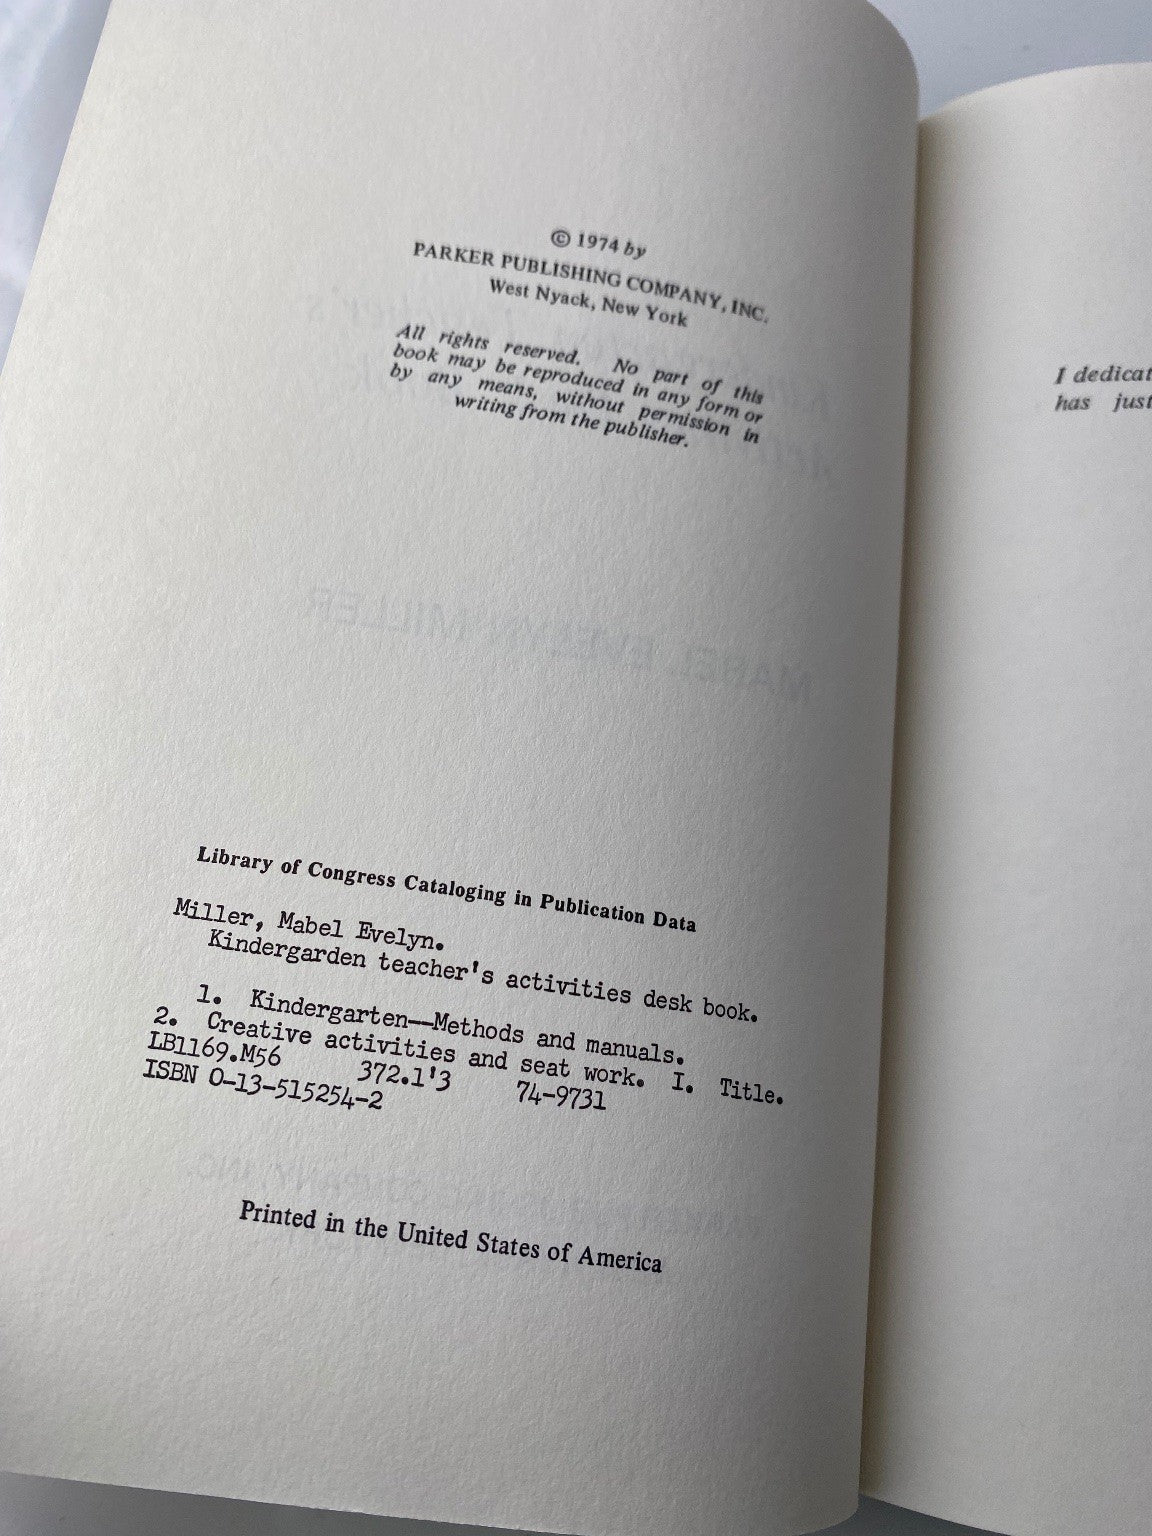 © 1974 by
PARKER PUBLISHING COMPANY, INC.
West Nyack, New York
All rights reserved. No part of this
book may be reproduced in any form or
by any means, without permission in
writing from the publisher.
MABEL EVELYN MILLER
Library of Congress Cataloging in Publication Data
Miller, Mabel Evelyn.
Kindergarden teacher's activities desk book.
1. Kindergarten—Methods and manuals.
2. Creative activities and seat work. I. Title.
LB1169.M56 372.1'3 74-9731
ISBN 0-13-515254-2
Printed in the United States of America
I dedicat
has just